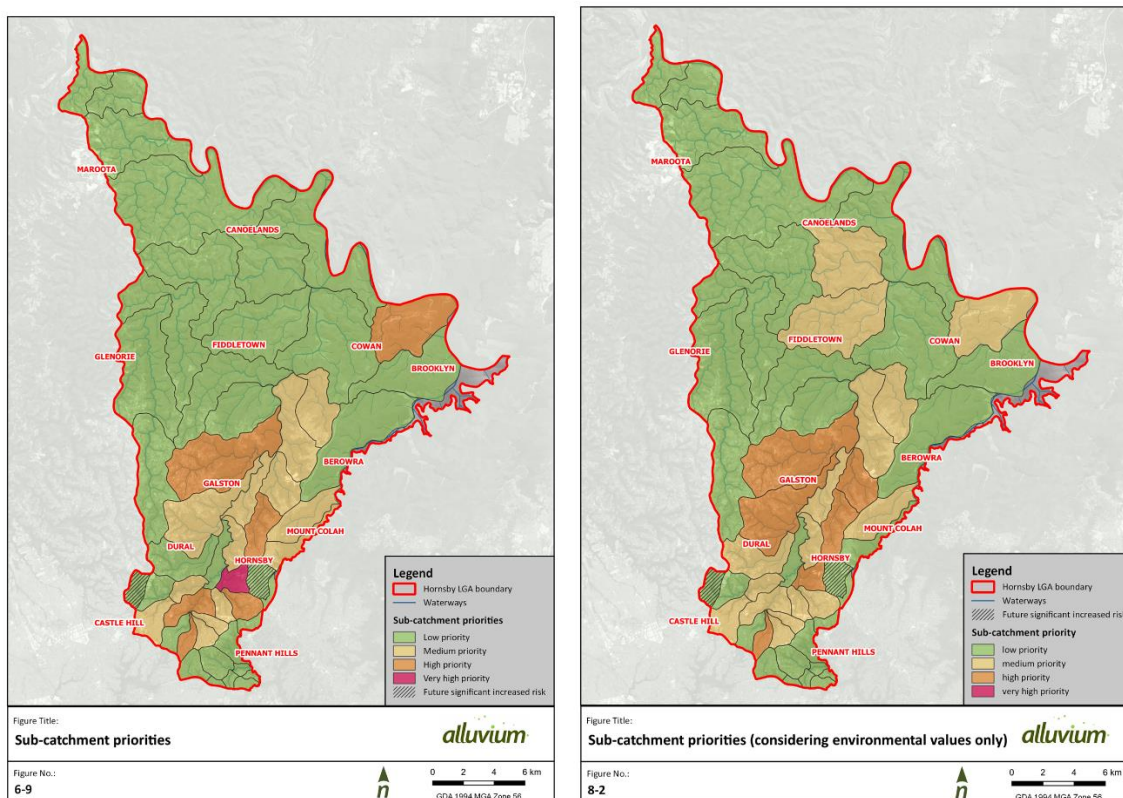 MAROOTA
CANOELANDS
GLENORIE
FIDDLETOWN
COWAN
BROOKLYN
BEROWRA
GALSTON
MOUNT COLAH
DURAL
HORNSBY
CASTLE HILL
PENNANT HILLS
Legend
Hornsby LGA boundary
Waterways
Sub-catchment priorities
Low priority
Medium priority
High priority
Very high priority
Future significant increased risk
Figure Title:
Sub-catchment priorities
alluvium
Figure No.:
6-9
n
0 2 4 6 km
GDA 1994 MGA Zone 56
MAROOTA
CANOELANDS
GLENORIE
FIDDLETOWN
COWAN
BROOKLYN
BEROWRA
GALSTON
MOUNT COLAH
DURAL
HORNSBY
CASTLE HILL
PENNANT HILLS
Legend
Hornsby LGA boundary
Waterways
Future significant increased risk
Sub-catchment priority
low priority
medium priority
high priority
very high priority
Figure Title:
Sub-catchment priorities (considering environmental values only)
alluvium
Figure No.:
8-2
n
0 2 4 6 km
GDA 1994 MGA Zone 56